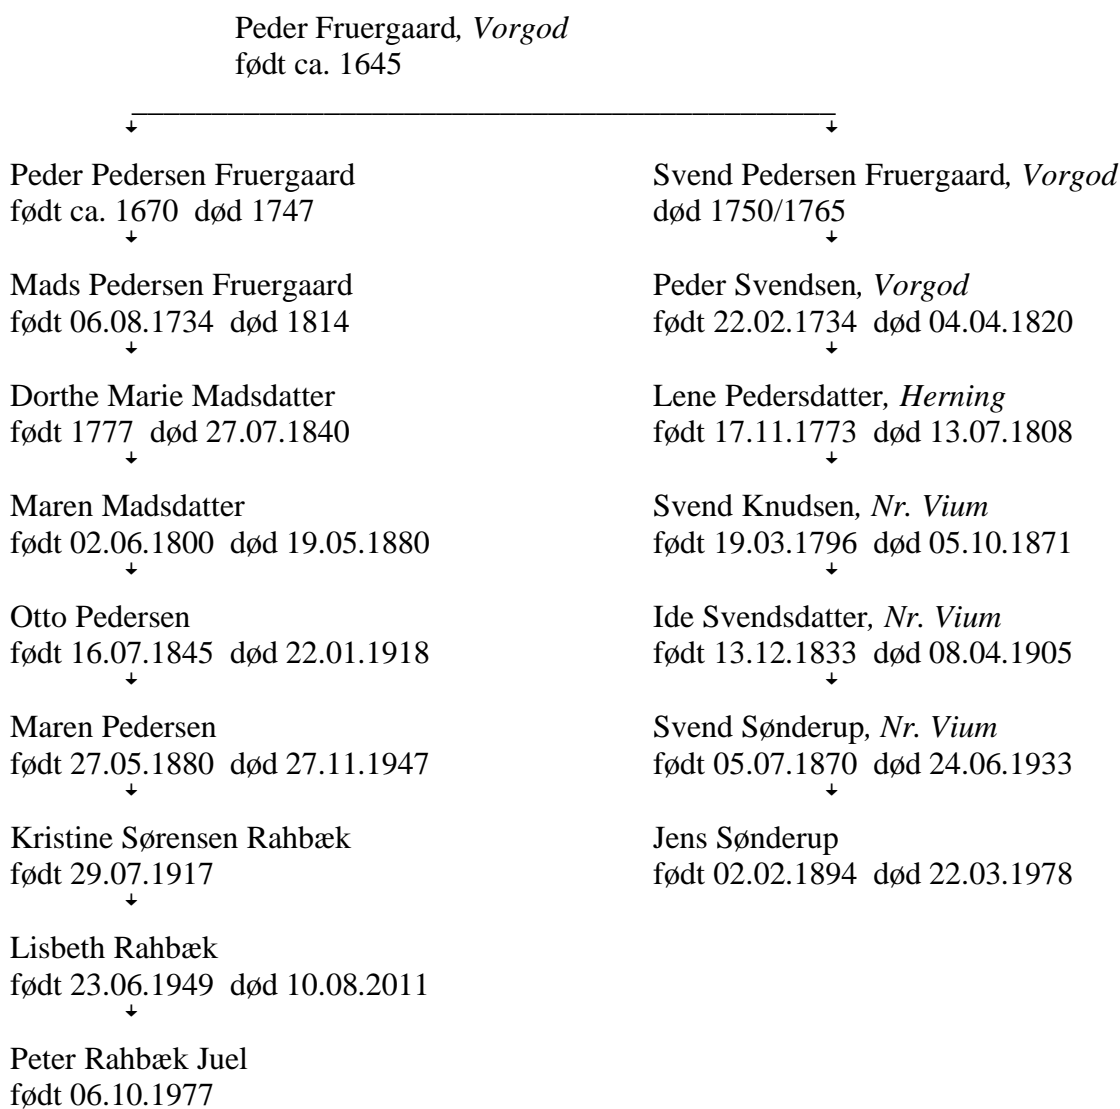 Peder Fruergaard, Vorgod
født ca. 1645
Peder Pedersen Fruergaard
født ca. 1670  død 1747
Svend Pedersen Fruergaard, Vorgod
død 1750/1765
Mads Pedersen Fruergaard
født 06.08.1734  død 1814
Peder Svendsen, Vorgod
født 22.02.1734  død 04.04.1820
Dorthe Marie Madsdatter
født 1777  død 27.07.1840
Lene Pedersdatter, Herning
født 17.11.1773  død 13.07.1808
Maren Madsdatter
født 02.06.1800  død 19.05.1880
Svend Knudsen, Nr. Vium
født 19.03.1796  død 05.10.1871
Otto Pedersen
født 16.07.1845  død 22.01.1918
Ide Svendsdatter, Nr. Vium
født 13.12.1833  død 08.04.1905
Maren Pedersen
født 27.05.1880  død 27.11.1947
Svend Sønderup, Nr. Vium
født 05.07.1870  død 24.06.1933
Kristine Sørensen Rahbæk
født 29.07.1917
Jens Sønderup
født 02.02.1894  død 22.03.1978
Lisbeth Rahbæk
født 23.06.1949  død 10.08.2011
Peter Rahbæk Juel
født 06.10.1977